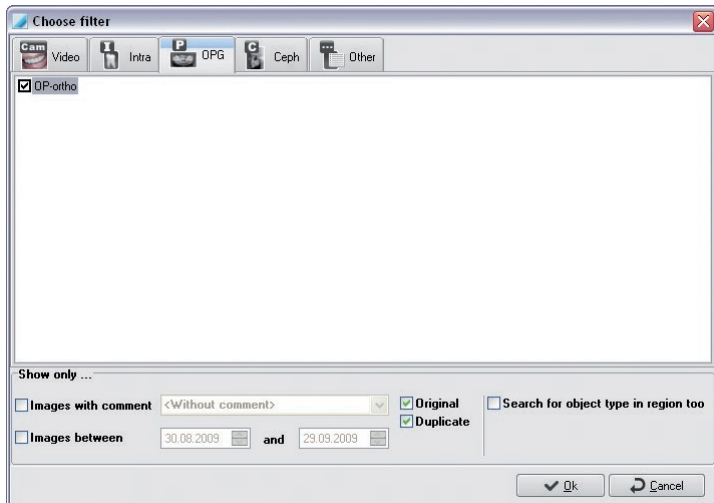 Choose filter
Cam Video I Intra P OPG C Ceph Other
OP-ortho
Show only ...
Images with comment <Without comment> Original Search for object type in region too
Duplicate
Images between 30.08.2009 and 29.09.2009
Ok Cancel